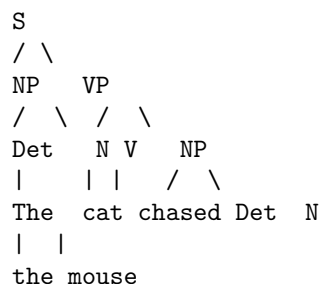 S
/ \
NP VP
/ \ / \
Det N V NP
| | | / \
The cat chased Det N
| |
the mouse